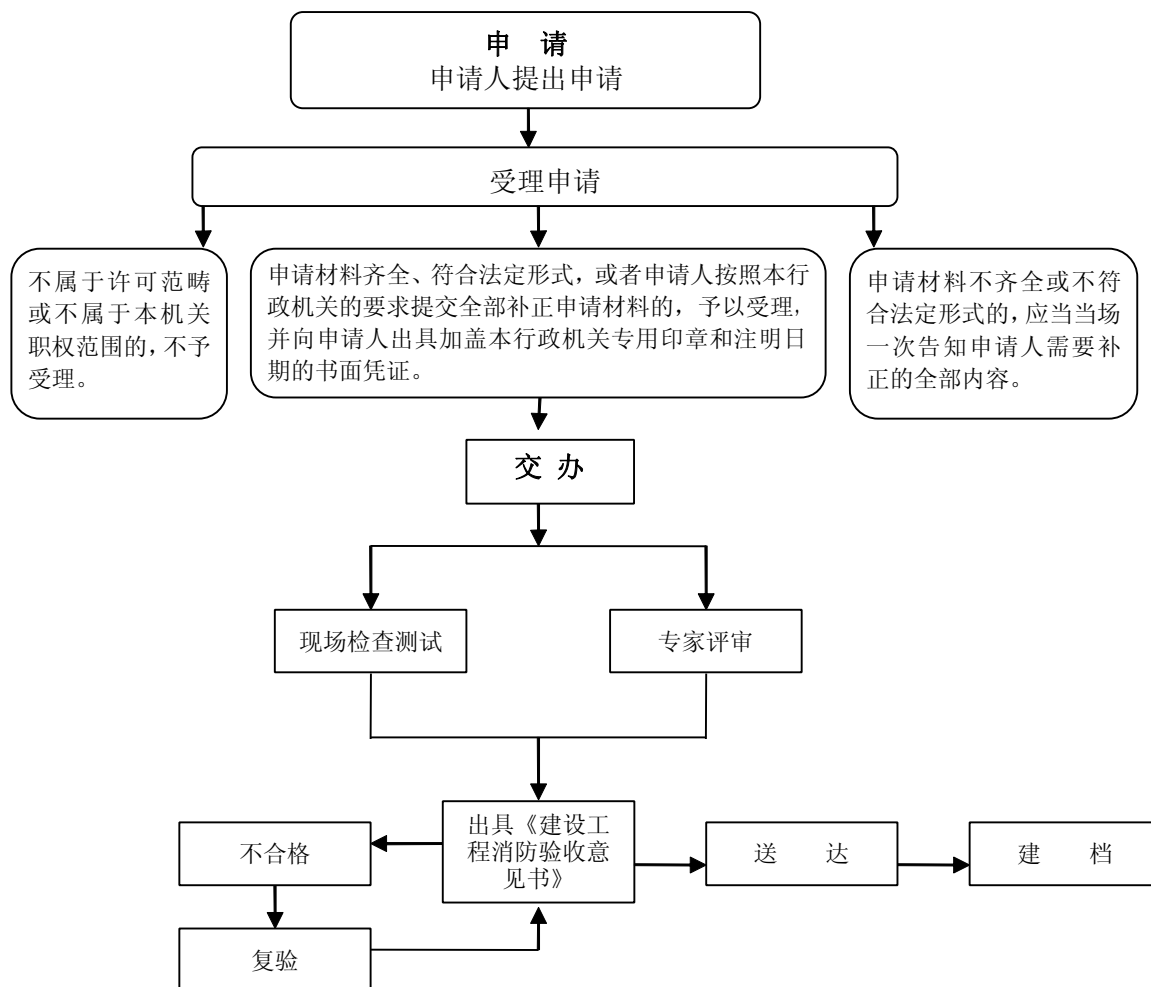 申 请
申请人提出申请
受理申请
不属于许可范畴
或不属于本机关
职权范围的,不予
受理。
申请材料齐全、符合法定形式,或者申请人按照本行
政机关的要求提交全部补正申请材料的,予以受理,
并向申请人出具加盖本行政机关专用印章和注明日
期的书面凭证。
申请材料不齐全或不符
合法定形式的,应当当场
一次告知申请人需要补
正的全部内容。
交 办
现场检查测试
专家评审
不合格
出具《建设工
程消防验收意
见书》
送 达
建 档
复验